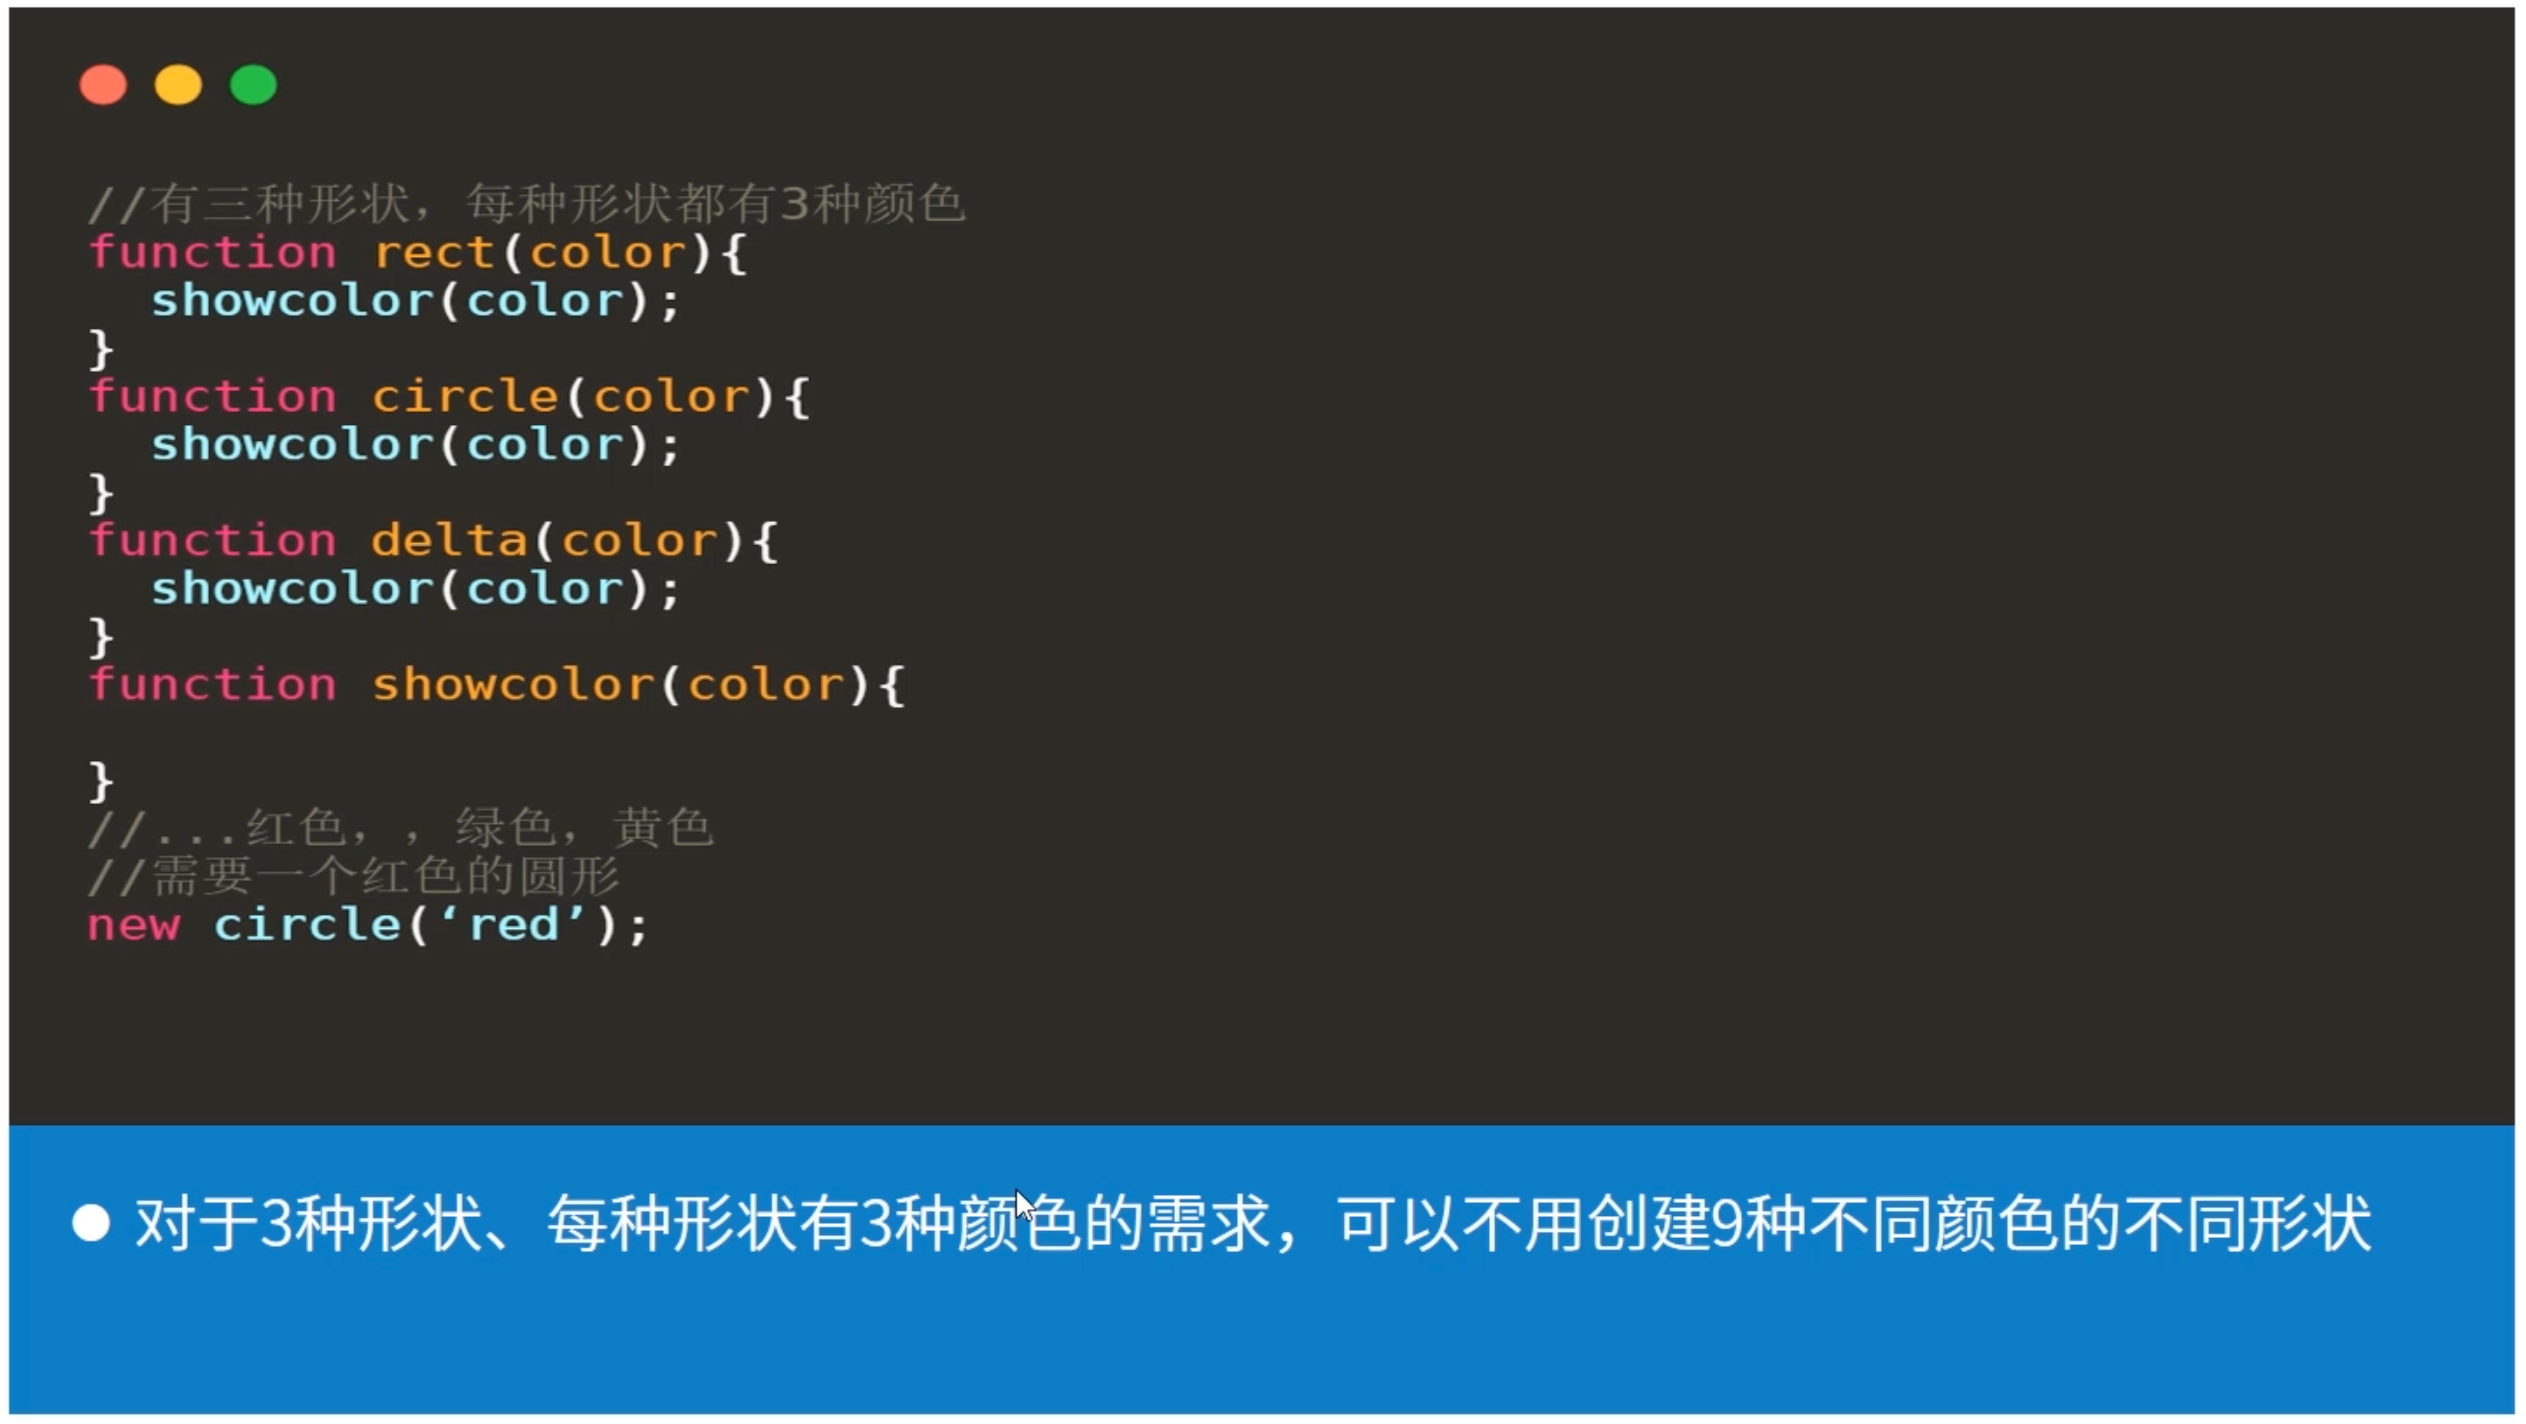 //有三种形状，每种形状都有3种颜色
function rect(color){
  showcolor(color);
}
function circle(color){
  showcolor(color);
}
function delta(color){
  showcolor(color);
}
function showcolor(color){
}
//...红色，，绿色，黄色
//需要一个红色的圆形
new circle(‘red’);
● 对于3种形状、每种形状有3种颜色的需求，可以不用创建9种不同颜色的不同形状